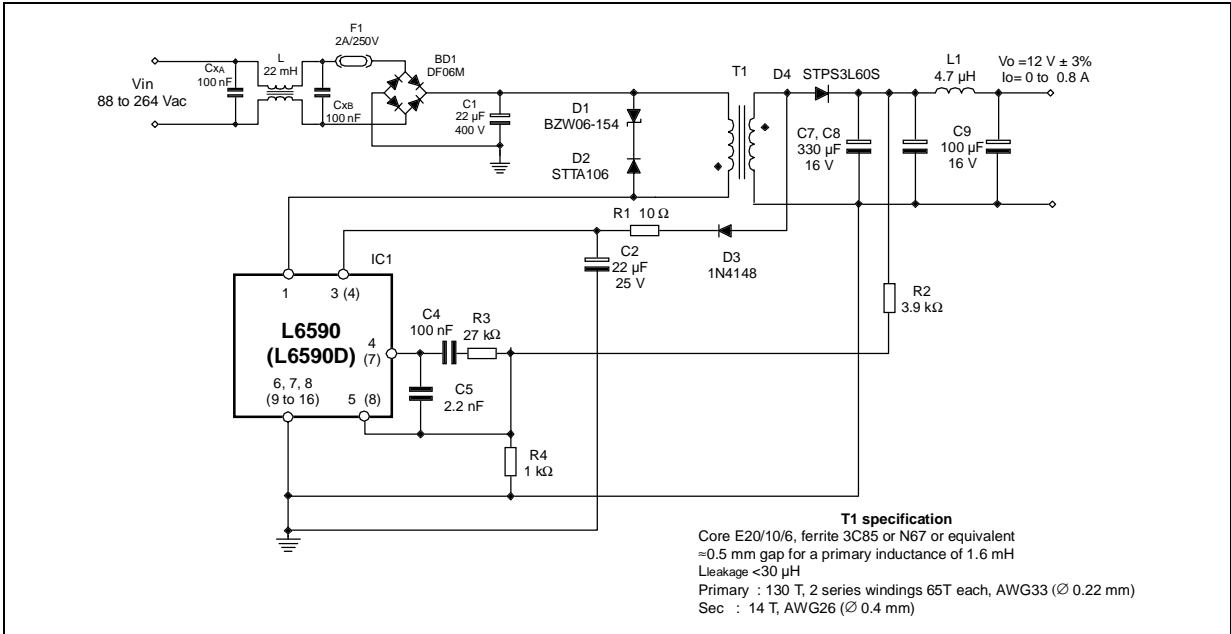 F1
2A/250V
CxA
100 nF
L
22 mH
BD1
DF06M
Vin
88 to 264 Vac
CxB
100 nF
C1
22 µF
400 V
D1
BZW06-154
D2
STTA106
T1
D4
STPS3L60S
L1
4.7 µH
Vo =12 V ± 3%
Io= 0 to 0.8 A
C7, C8
330 µF
16 V
C9
100 µF
16 V
R1 10 Ω
C2
22 µF
25 V
D3
1N4148
R2
3.9 kΩ
IC1
1
3 (4)
L6590
(L6590D)
4
(7)
6, 7, 8
(9 to 16)
5 (8)
C4
100 nF
R3
27 kΩ
C5
2.2 nF
R4
1 kΩ
T1 specification
Core E20/10/6, ferrite 3C85 or N67 or equivalent
≈0.5 mm gap for a primary inductance of 1.6 mH
Lleakage <30 µH
Primary : 130 T, 2 series windings 65T each, AWG33 (∅ 0.22 mm)
Sec : 14 T, AWG26 (∅ 0.4 mm)